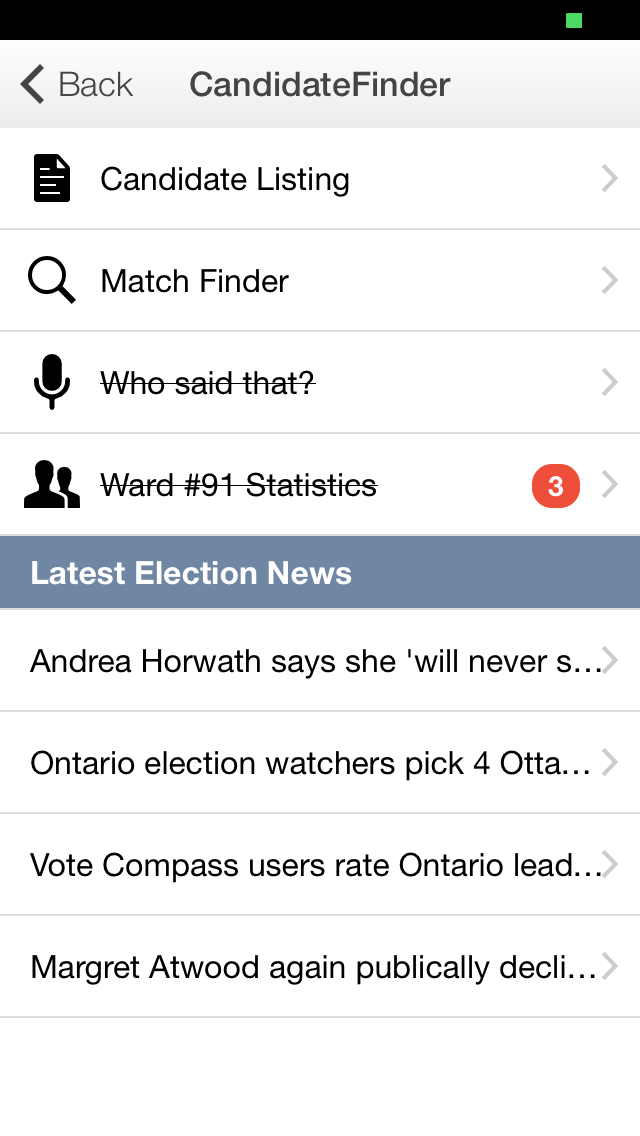 Back
CandidateFinder
Candidate Listing
Match Finder
Who said that?
Ward #91 Statistics
3
Latest Election News
Andrea Horwath says she 'will never s…
Ontario election watchers pick 4 Otta…
Vote Compass users rate Ontario lead…
Margret Atwood again publically decli…